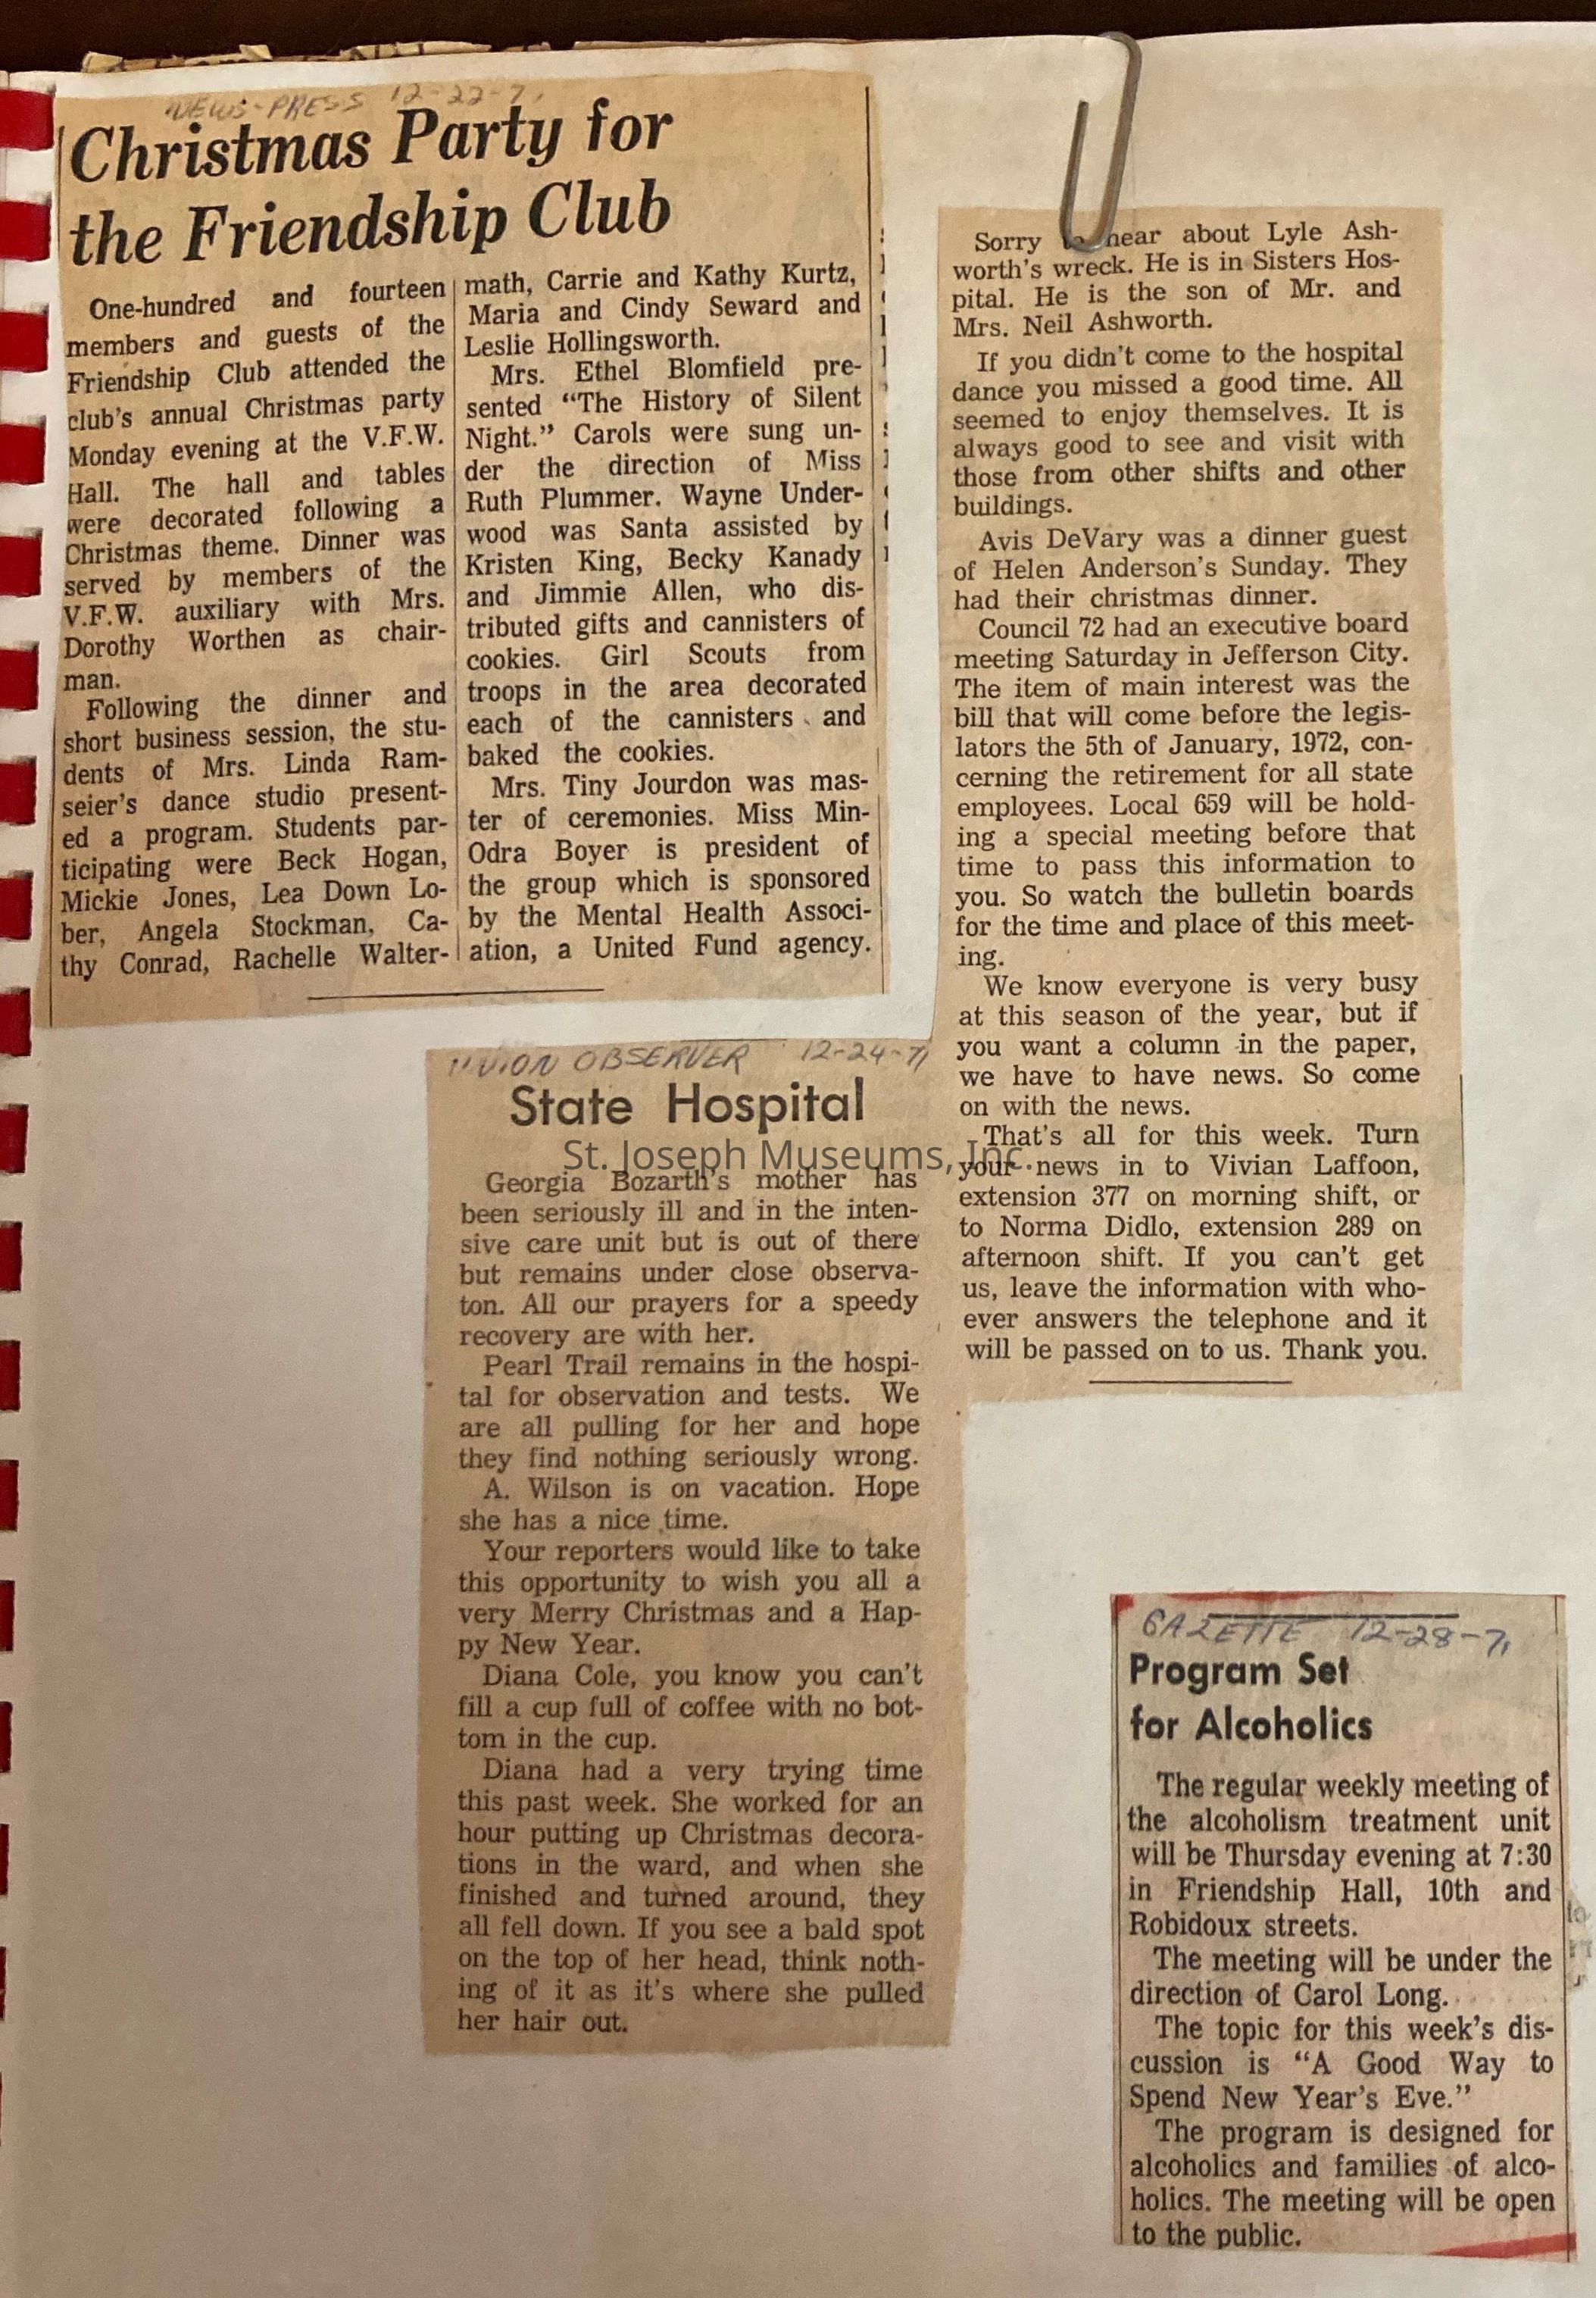 NEWS-PRESS 12-22-71
Christmas Party for
the Friendship Club
One-hundred and fourteen
members and guests of the
Friendship Club attended the
club's annual Christmas party
Monday evening at the V.F.W.
Hall. The hall and tables
were decorated following a
Christmas theme. Dinner was
served by members of the
V.F.W. auxiliary with Mrs.
Dorothy Worthen as chair-
man.
Following the dinner and
short business session, the stu-
dents of Mrs. Linda Ram-
seier's dance studio present-
ed a program. Students par-
ticipating were Beck Hogan,
Mickie Jones, Lea Down Lo-
ber, Angela Stockman, Ca-
thy Conrad, Rachelle Walter-
math, Carrie and Kathy Kurtz,
Maria and Cindy Seward and
Leslie Hollingsworth.
Mrs. Ethel Blomfield pre-
sented “The History of Silent
Night.” Carols were sung un-
der the direction of Miss
Ruth Plummer. Wayne Under-
wood was Santa assisted by
Kristen King, Becky Kanady
and Jimmie Allen, who dis-
tributed gifts and cannisters of
cookies. Girl Scouts from
troops in the area decorated
each of the cannisters and
baked the cookies.
Mrs. Tiny Jourdon was mas-
ter of ceremonies. Miss Min-
Odra Boyer is president of
the group which is sponsored
by the Mental Health Associ-
ation, a United Fund agency.
UNION OBSERVER 12-24-71
State Hospital
St. Joseph Museums, Inc.
Georgia Bozarth's mother has
been seriously ill and in the inten-
sive care unit but is out of there
but remains under close observa-
ton. All our prayers for a speedy
recovery are with her.
Pearl Trail remains in the hospi-
tal for observation and tests. We
are all pulling for her and hope
they find nothing seriously wrong.
A. Wilson is on vacation. Hope
she has a nice time.
Your reporters would like to take
this opportunity to wish you all a
very Merry Christmas and a Hap-
py New Year.
Diana Cole, you know you can't
fill a cup full of coffee with no bot-
tom in the cup.
Diana had a very trying time
this past week. She worked for an
hour putting up Christmas decora-
tions in the ward, and when she
finished and turned around, they
all fell down. If you see a bald spot
on the top of her head, think noth-
ing of it as it's where she pulled
her hair out.
Sorry to hear about Lyle Ash-
worth's wreck. He is in Sisters Hos-
pital. He is the son of Mr. and
Mrs. Neil Ashworth.
If you didn't come to the hospital
dance you missed a good time. All
seemed to enjoy themselves. It is
always good to see and visit with
those from other shifts and other
buildings.
Avis DeVary was a dinner guest
of Helen Anderson's Sunday. They
had their christmas dinner.
Council 72 had an executive board
meeting Saturday in Jefferson City.
The item of main interest was the
bill that will come before the legis-
lators the 5th of January, 1972, con-
cerning the retirement for all state
employees. Local 659 will be hold-
ing a special meeting before that
time to pass this information to
you. So watch the bulletin boards
for the time and place of this meet-
ing.
We know everyone is very busy
at this season of the year, but if
you want a column in the paper,
we have to have news. So come
on with the news.
That's all for this week. Turn
your news in to Vivian Laffoon,
extension 377 on morning shift, or
to Norma Didlo, extension 289 on
afternoon shift. If you can't get
us, leave the information with who-
ever answers the telephone and it
will be passed on to us. Thank you.
GAZETTE 12-28-71
Program Set
for Alcoholics
The regular weekly meeting of
the alcoholism treatment unit
will be Thursday evening at 7:30
in Friendship Hall, 10th and
Robidoux streets.
The meeting will be under the
direction of Carol Long.
The topic for this week's dis-
cussion is “A Good Way to
Spend New Year's Eve.”
The program is designed for
alcoholics and families of alco-
holics. The meeting will be open
to the public.